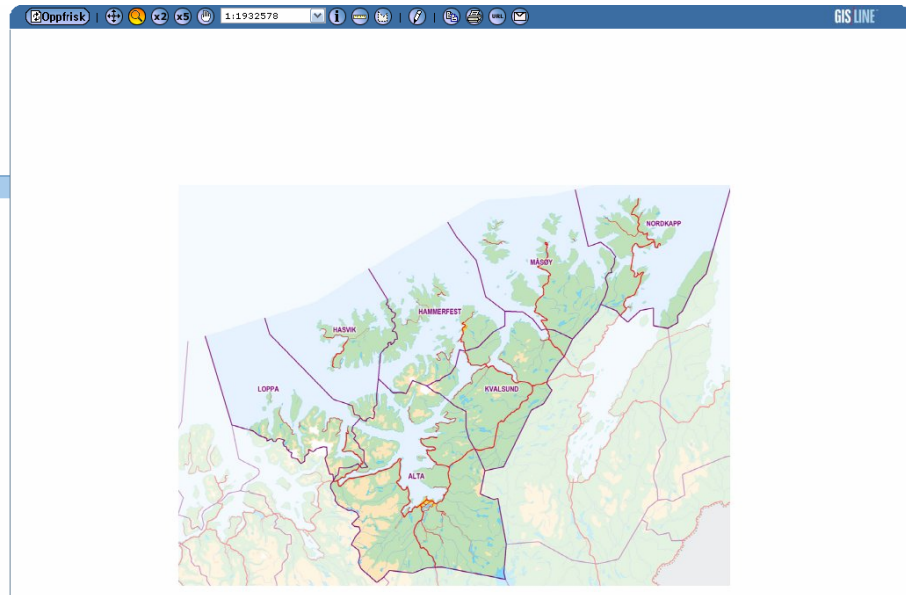 Oppfrisk x2 x5 1:1932578 i URL GIS LINE
NORDKAPP
MÅSØY
HAMMERFEST
HASVIK
LOPPA
KVALSUND
ALTA